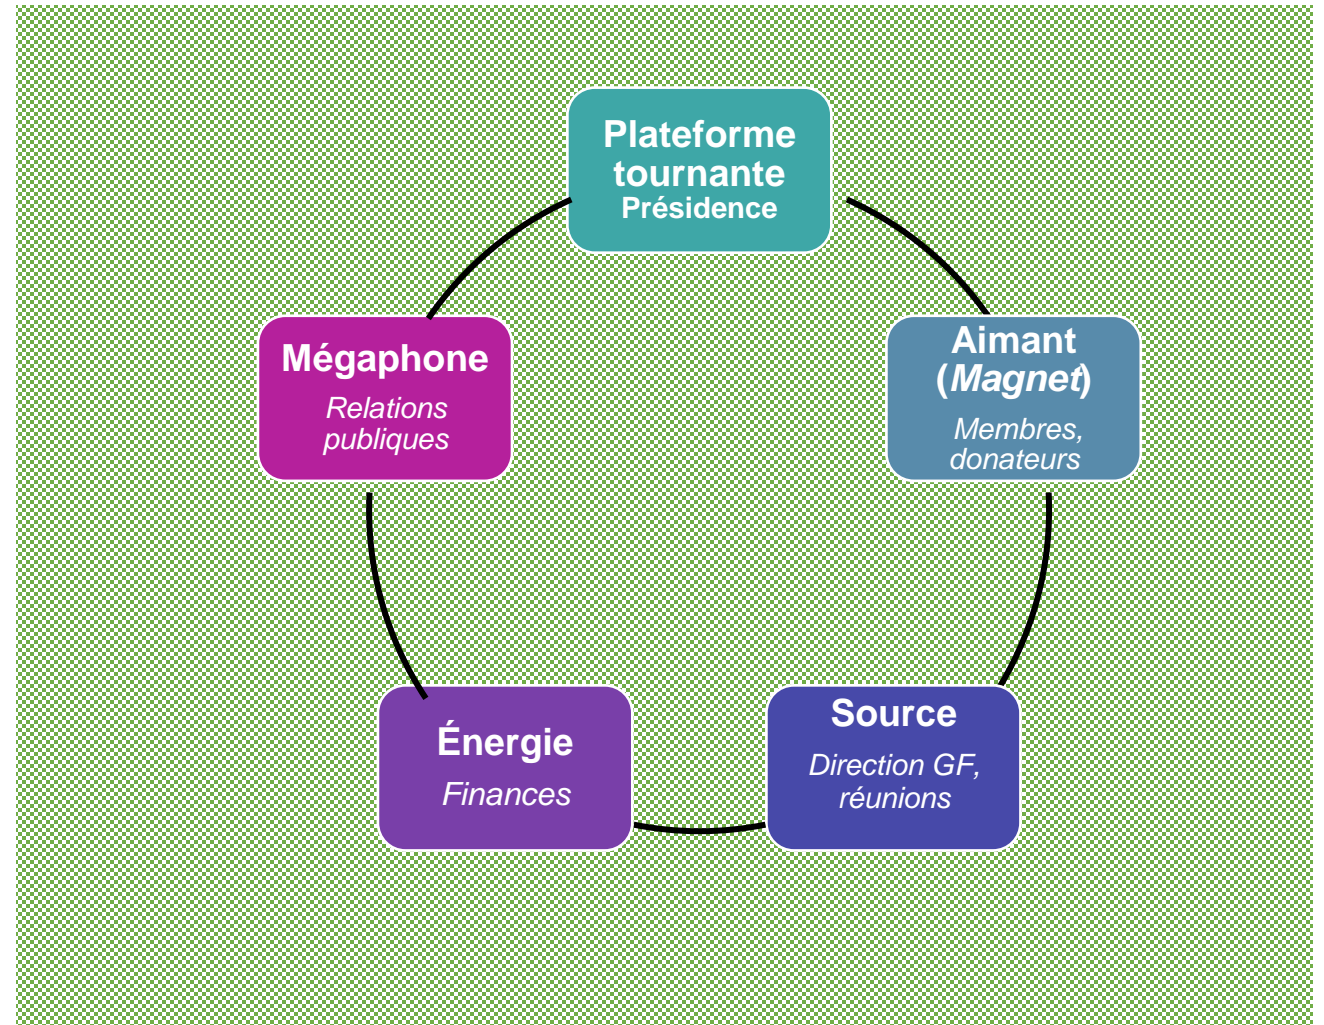 Plateforme
tournante
Présidence
Mégaphone
Relations
publiques
Aimant
(Magnet)
Membres,
donateurs
Énergie
Finances
Source
Direction GF,
réunions